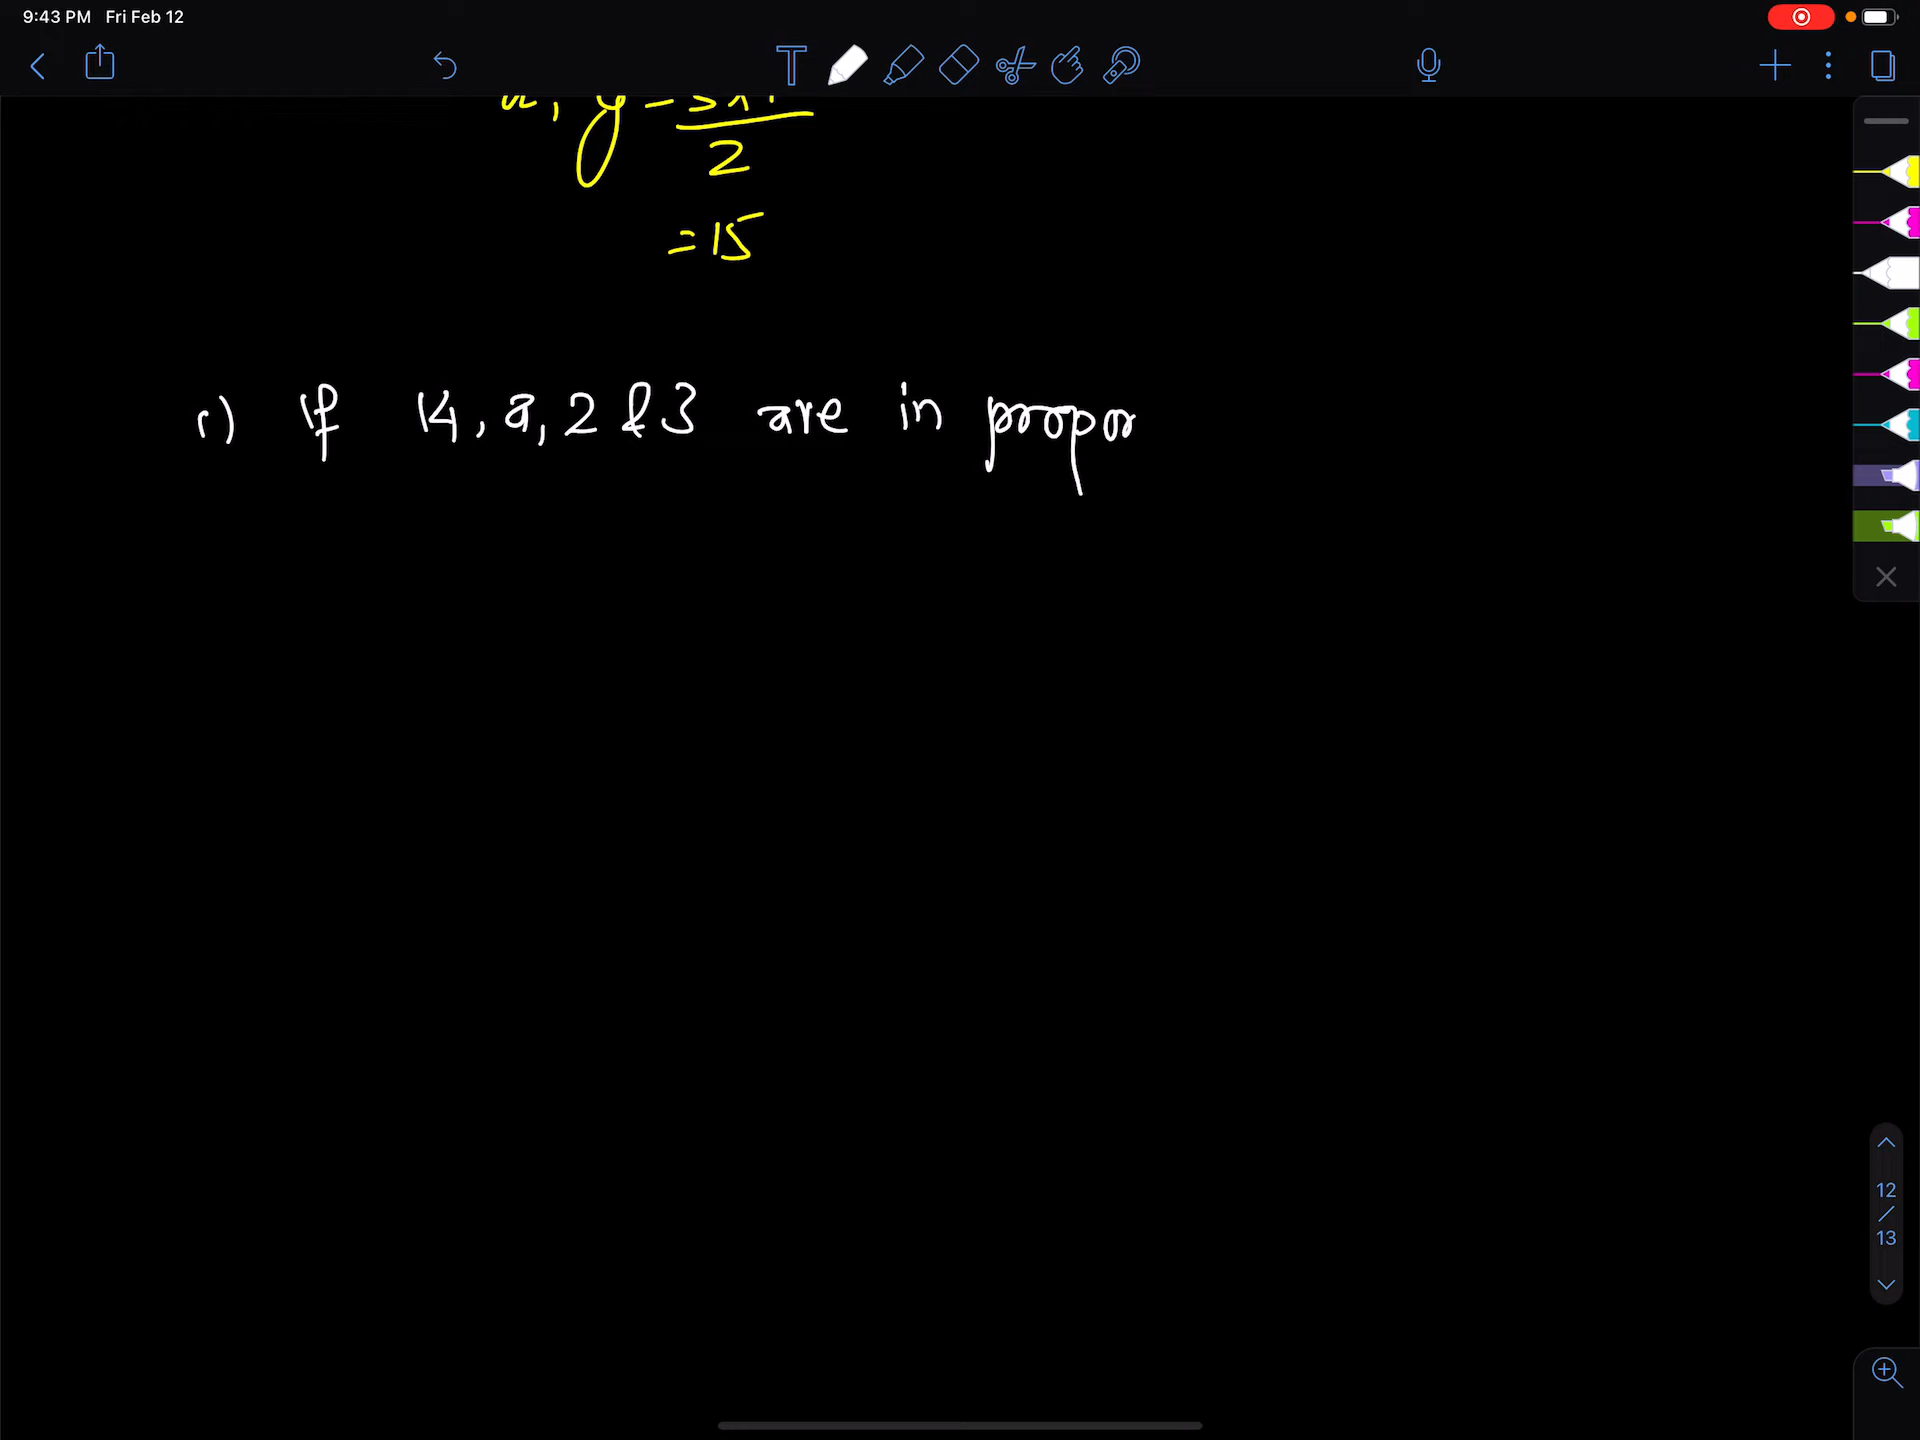 9:43 PM Fri Feb 12
2
= 15
r) If 14, a, 2 & 3 are in propor
12
/
13